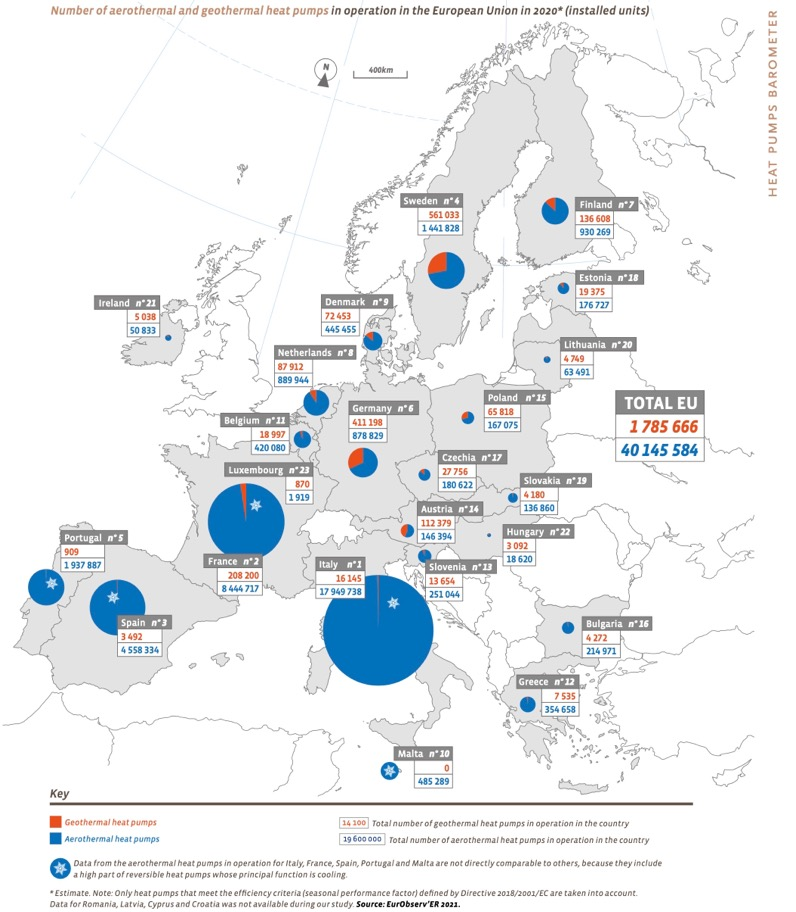 Number of aerothermal and geothermal heat pumps in operation in the European Union in 2020* (installed units)
HEAT PUMPS BAROMETER
N
400km
Sweden n°4
561 033
1 441 828
Finland n°7
136 608
930 269
Estonia n°18
19 375
176 727
Ireland n°21
5 038
50 833
Denmark n°9
72 453
445 455
Lithuania n°20
4 749
63 491
Netherlands n°8
87 912
889 944
Poland n°15
65 818
167 075
TOTAL EU
1 785 666
40 145 584
Germany n°6
411 198
878 829
Belgium n°11
18 997
420 080
Czechia n°17
27 756
180 622
Luxembourg n°23
870
1 919
Slovakia n°19
4 180
136 860
Austria n°14
112 379
146 394
Hungary n°22
3 092
18 620
Portugal n°5
909
1 937 887
France n°2
208 200
8 444 717
Italy n°1
16 145
17 949 738
Slovenia n°13
13 654
251 044
Spain n°3
3 492
4 558 334
Bulgaria n°16
4 272
214 971
Greece n°12
7 535
354 658
Malta n°10
0
485 289
Key
Geothermal heat pumps
Aerothermal heat pumps
14 100 Total number of geothermal heat pumps in operation in the country
19 600 000 Total number of aerothermal heat pumps in operation in the country
Data from the aerothermal heat pumps in operation for Italy, France, Spain, Portugal and Malta are not directly comparable to others, because they include
a high part of reversible heat pumps whose principal function is cooling.
* Estimate. Note: Only heat pumps that meet the efficiency criteria (seasonal performance factor) defined by Directive 2018/2001/EC are taken into account.
Data for Romania, Latvia, Cyprus and Croatia was not available during our study. Source: EurObserv'ER 2021.